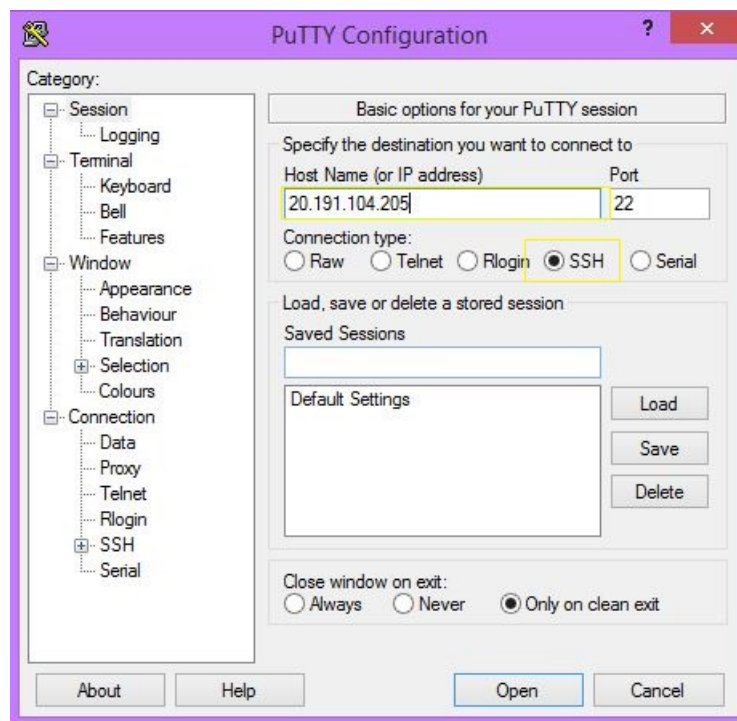 PuTTY Configuration
?
×
Category:
Session
Logging
Terminal
Keyboard
Bell
Features
Window
Appearance
Behaviour
Translation
Selection
Colours
Connection
Data
Proxy
Telnet
Rlogin
SSH
Serial
Basic options for your PuTTY session
Specify the destination you want to connect to
Host Name (or IP address) Port
20.191.104.205 22
Connection type:
Raw Telnet Rlogin SSH Serial
Load, save or delete a stored session
Saved Sessions
Default Settings
Load
Save
Delete
Close window on exit:
Always Never Only on clean exit
About Help Open Cancel